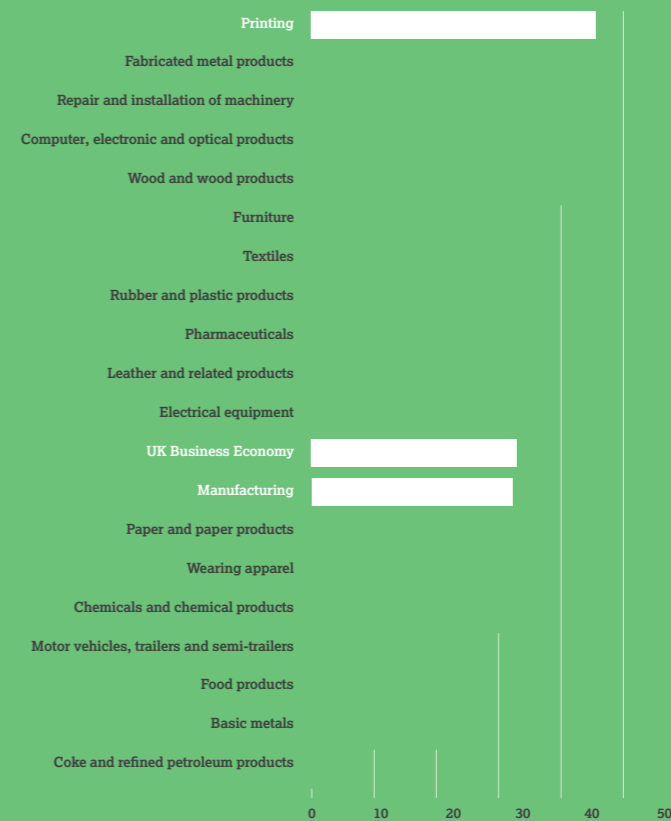 Printing
Fabricated metal products
Repair and installation of machinery
Computer, electronic and optical products
Wood and wood products
Furniture
Textiles
Rubber and plastic products
Pharmaceuticals
Leather and related products
Electrical equipment
UK Business Economy
Manufacturing
Paper and paper products
Wearing apparel
Chemicals and chemical products
Motor vehicles, trailers and semi-trailers
Food products
Basic metals
Coke and refined petroleum products
0 10 20 30 40 50